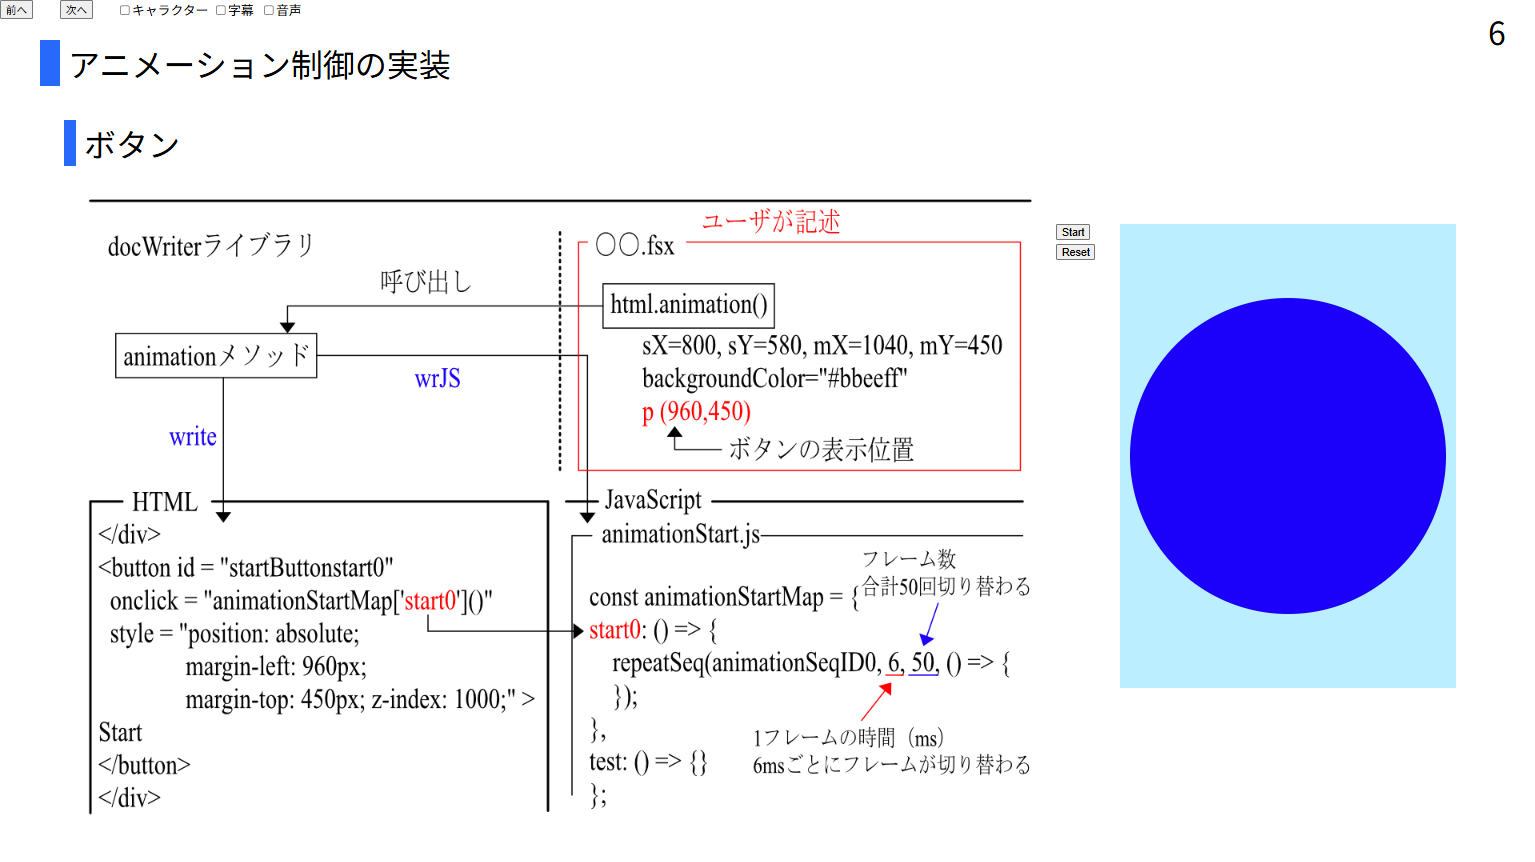 前へ 次へ キャラクター 字幕 音声
6
アニメーション制御の実装
ボタン
ユーザが記述
docWriterライブラリ
〇〇.fsx
呼び出し
html.animation()
animationメソッド
sX=800, sY=580, mX=1040, mY=450
wrJS
backgroundColor="#bbeeff"
p (960,450)
write
ボタンの表示位置
HTML
</div>
<button id = "startButtonstart0"
onclick = "animationStartMap['start0']()"
style = "position: absolute;
margin-left: 960px;
margin-top: 450px; z-index: 1000;" >
Start
</button>
</div>
JavaScript
animationStart.js
フレーム数
合計50回切り替わる
const animationStartMap = {
start0: () => {
repeatSeq(animationSeqID0, 6, 50, () => {
});
},
1フレームの時間（ms）
test: () => {}
6msごとにフレームが切り替わる
};
Start
Reset